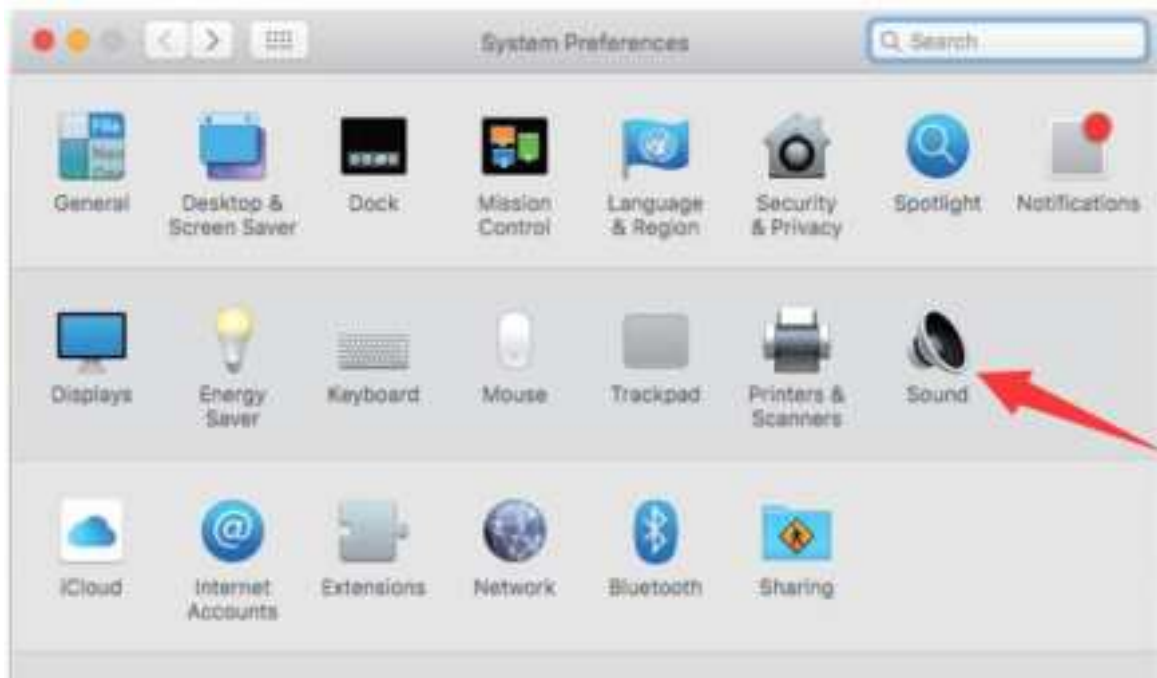 System Preferences
Search
General
Desktop &
Screen Saver
Dock
Mission
Control
Language
& Region
Security
& Privacy
Spotlight
Notifications
Displays
Energy
Saver
Keyboard
Mouse
Trackpad
Printers &
Scanners
Sound
iCloud
Internet
Accounts
Extensions
Network
Bluetooth
Sharing